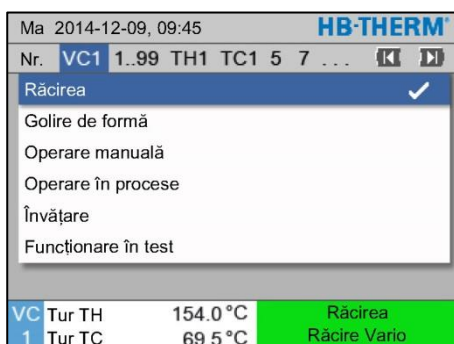 Ma 2014-12-09, 09:45 HB-THERM®
Nr. VC1 1..99 TH1 TC1 5 7 ...
Răcirea
Golire de formă
Operare manuală
Operare în procese
Învățare
Funcționare în test
VC Tur TH 154.0 °C Răcirea
1 Tur TC 69.5 °C Răcire Vario